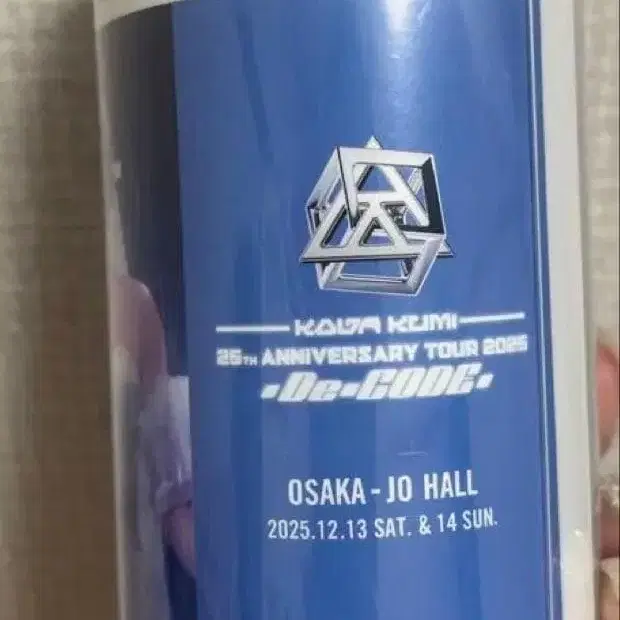 KODA KUMI
25TH ANNIVERSARY TOUR 2025
・De・CODE・
OSAKA-JO HALL
2025.12.13 SAT. & 14 SUN.